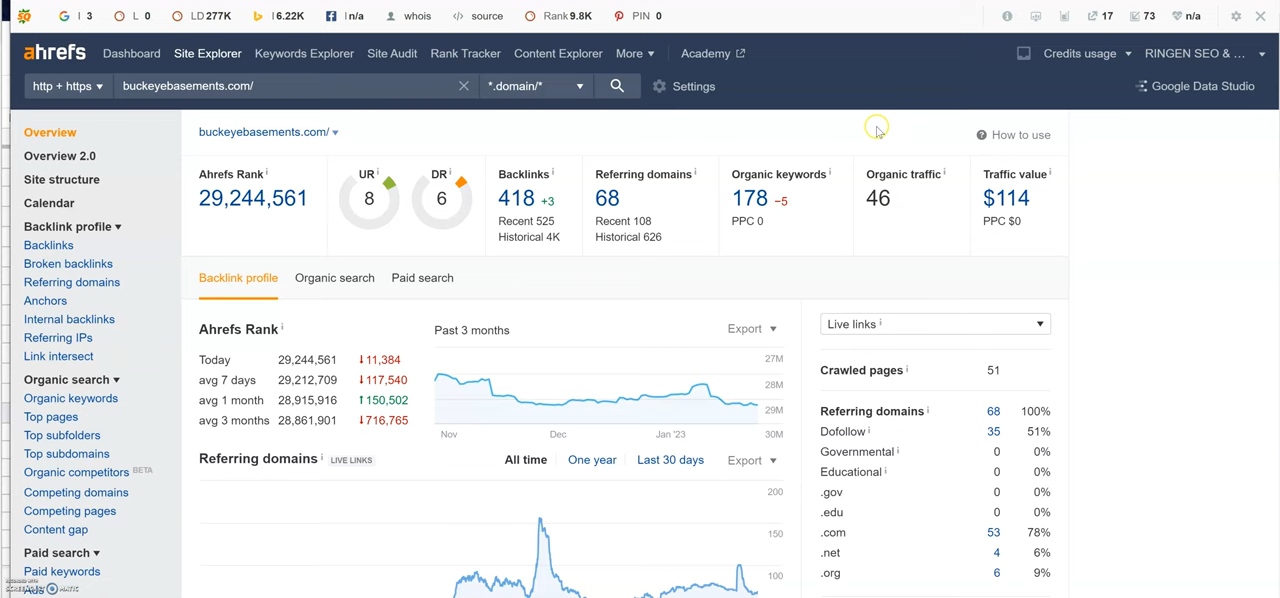 I 3 L 0 LD 277K I 6.22K I n/a whois source Rank 9.8K PIN 0 17 73 n/a
ahrefs Dashboard Site Explorer Keywords Explorer Site Audit Rank Tracker Content Explorer More Academy Credits usage RINGEN SEO & ...
http + https buckeyebasements.com/ *.domain/* Settings Google Data Studio
Overview
Overview 2.0
Site structure
Calendar
Backlink profile
Backlinks
Broken backlinks
Referring domains
Anchors
Internal backlinks
Referring IPs
Link intersect
Organic search
Organic keywords
Top pages
Top subfolders
Top subdomains
Organic competitors BETA
Competing domains
Competing pages
Content gap
Paid search
Paid keywords
Ads
buckeyebasements.com/
How to use
Ahrefs Rank
29,244,561
UR
8
DR
6
Backlinks
418 +3
Recent 525
Historical 4K
Referring domains
68
Recent 108
Historical 626
Organic keywords
178 −5
PPC 0
Organic traffic
46
Traffic value
$114
PPC $0
Backlink profile Organic search Paid search
Ahrefs Rank
Today 29,244,561 ↓11,384
avg 7 days 29,212,709 ↓117,540
avg 1 month 28,915,916 ↑150,502
avg 3 months 28,861,901 ↓716,765
Past 3 months Export
27M
28M
29M
30M
Nov Dec Jan '23
Referring domains LIVE LINKS All time One year Last 30 days Export
200
150
100
Live links
Crawled pages 51
Referring domains 68 100%
Dofollow 35 51%
Governmental 0 0%
Educational 0 0%
.gov 0 0%
.edu 0 0%
.com 53 78%
.net 4 6%
.org 6 9%